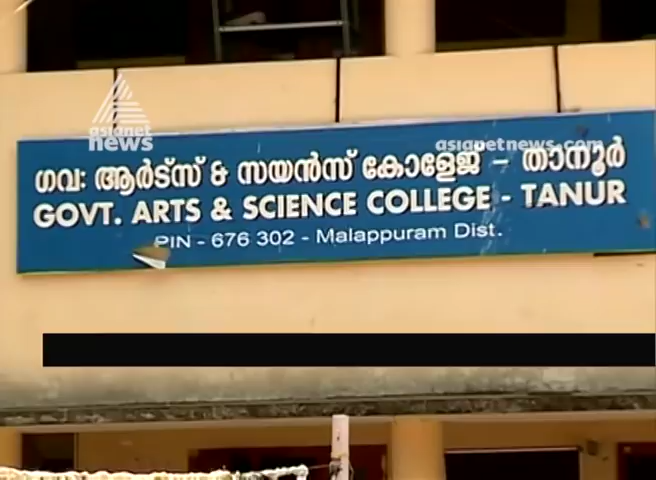 asianet
news
asianetnews.com
ഗവ: ആർട്സ് & സയൻസ് കോളേജ് - താനൂർ
GOVT. ARTS & SCIENCE COLLEGE - TANUR
PIN - 676 302 - Malappuram Dist.